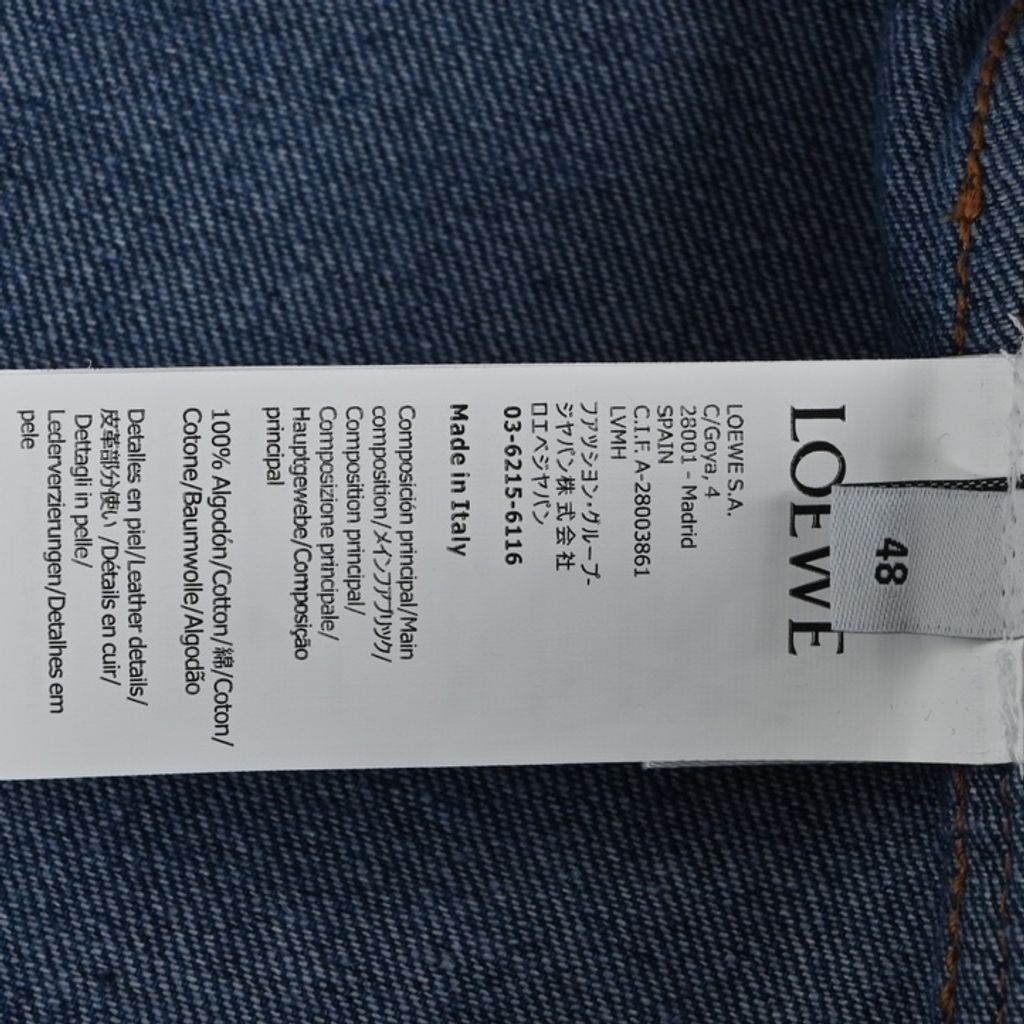 LOEWE
48
LOEWE S.A.
C/Goya, 4
28001 - Madrid
SPAIN
C.I.F. A-28003861
LVMH
ファッション・グループ・
ジャパン株式会社
ロエベジャパン
03-6215-6116
Made in Italy
Composición principal/Main
composition/メインファブリック/
Composition principal/
Composizione principale/
Hauptgewebe/Composição
principal
100% Algodón/Cotton/綿/Coton/
Cotone/Baumwolle/Algodão
Detalles en piel/Leather details/
皮革部分使い/Détails en cuir/
Dettagli in pelle/
Lederverzierungen/Detalhes em
pele